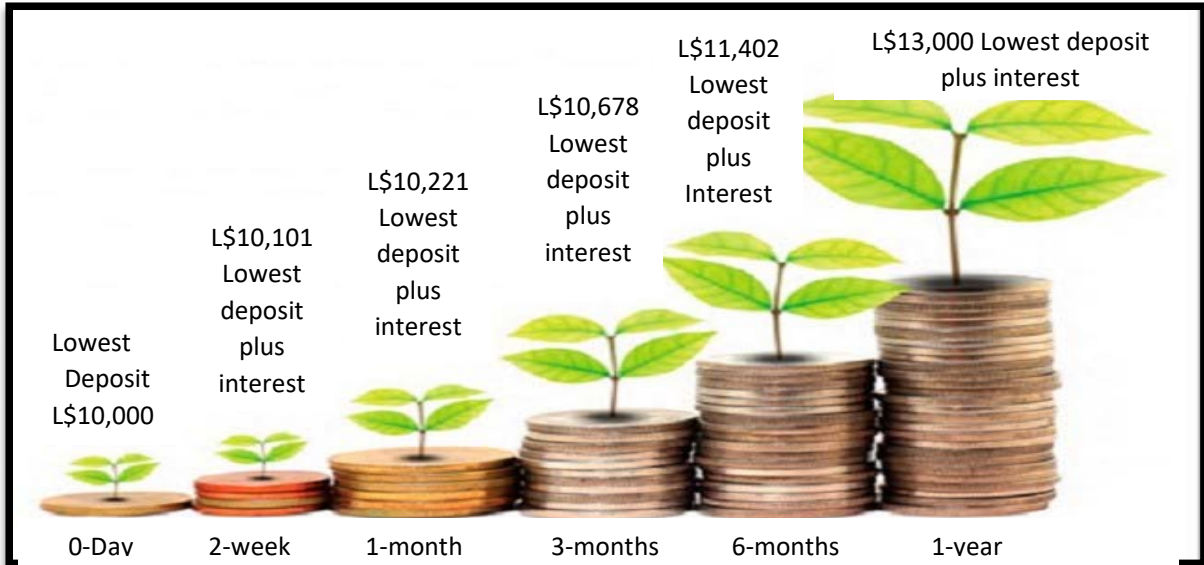 Lowest
Deposit
L$10,000
L$10,101
Lowest
deposit
plus
interest
L$10,221
Lowest
deposit
plus
interest
L$10,678
Lowest
deposit
plus
interest
L$11,402
Lowest
deposit
plus
Interest
L$13,000 Lowest deposit
plus interest
0-Day
2-week
1-month
3-months
6-months
1-year